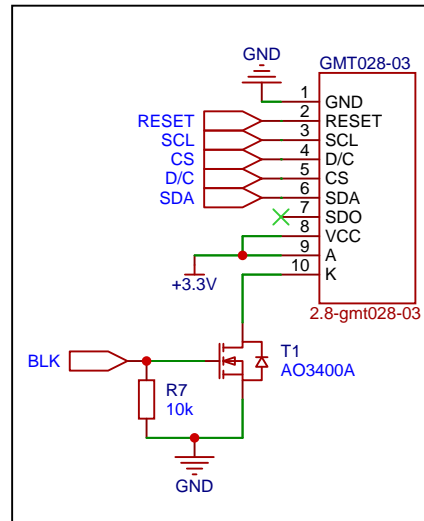 GND
GMT028-03
1 GND
RESET 2 RESET
SCL 3 SCL
CS 4 D/C
D/C 5 CS
SDA 6 SDA
7 SDO
8 VCC
9 A
10 K
+3.3V
2.8-gmt028-03
BLK
T1
AO3400A
R7
10k
GND